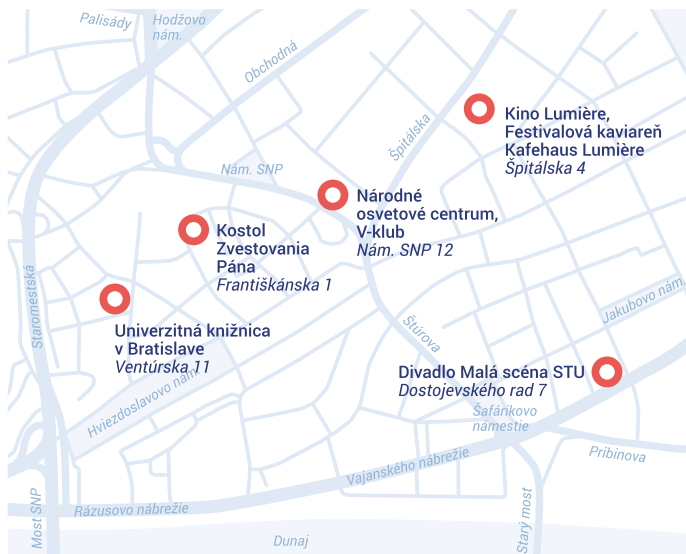 Palisády
Hodžovo
nám.
Obchodná
Špitálska
Kino Lumière,
Festivalová kaviareň
Kafehaus Lumière
Špitálska 4
Nám. SNP
Národné
osvetové centrum,
V-klub
Nám. SNP 12
Kostol
Zvestovania
Pána
Františkánska 1
Staromestská
Univerzitná knižnica
v Bratislave
Ventúrska 11
Hviezdoslavovo nám.
Štúrova
Jakubovo nám.
Divadlo Malá scéna STU
Dostojevského rad 7
Šafárikovo
námestie
Pribinova
Vajanského nábrežie
Rázusovo nábrežie
Most SNP
Starý most
Dunaj